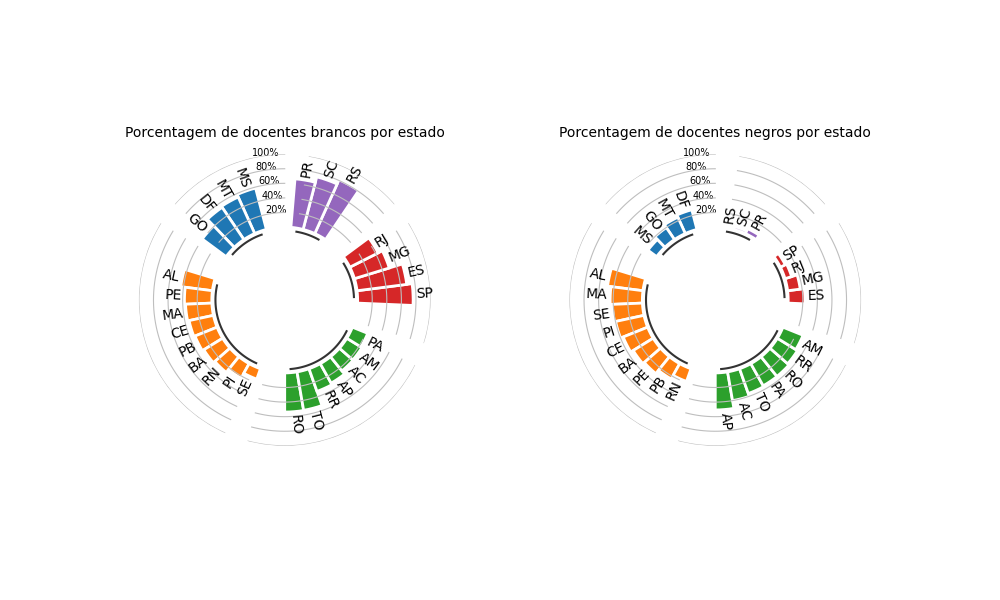 Porcentagem de docentes brancos por estado
100%
80%
60%
40%
20%
PR
SC
RS
RJ
MG
ES
SP
PA
AM
AC
AP
RR
TO
RO
SE
PI
RN
BA
PB
CE
MA
PE
AL
GO
DF
MT
MS
Porcentagem de docentes negros por estado
100%
80%
60%
40%
20%
RS
SC
PR
SP
RJ
MG
ES
AM
RR
RO
PA
TO
AC
AP
RN
PB
PE
BA
CE
PI
SE
MA
AL
MS
GO
MT
DF